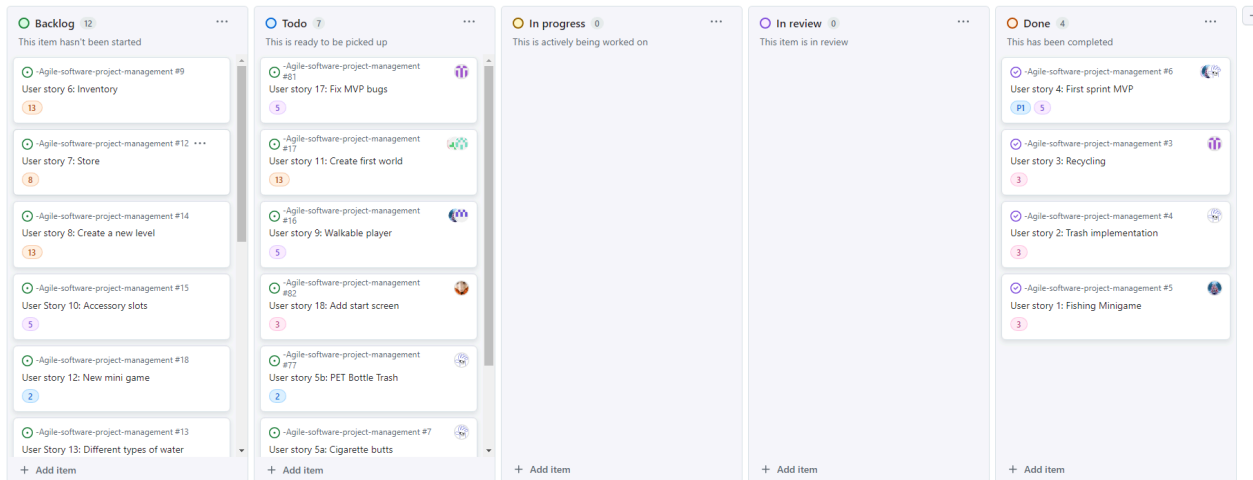 Backlog 12
This item hasn't been started
-Agile-software-project-management #9
User story 6: Inventory
13
-Agile-software-project-management #12
User story 7: Store
8
-Agile-software-project-management #14
User story 8: Create a new level
13
-Agile-software-project-management #15
User Story 10: Accessory slots
5
-Agile-software-project-management #18
User story 12: New mini game
2
-Agile-software-project-management #13
User Story 13: Different types of water
+ Add item
Todo 7
This is ready to be picked up
-Agile-software-project-management
#81
User story 17: Fix MVP bugs
5
-Agile-software-project-management
#17
User story 11: Create first world
13
-Agile-software-project-management
#16
User story 9: Walkable player
5
-Agile-software-project-management
#82
User story 18: Add start screen
3
-Agile-software-project-management
#77
User story 5b: PET Bottle Trash
2
-Agile-software-project-management #7
User story 5a: Cigarette butts
+ Add item
In progress 0
This is actively being worked on
+ Add item
In review 0
This item is in review
+ Add item
Done 4
This has been completed
-Agile-software-project-management #6
User story 4: First sprint MVP
P1 5
-Agile-software-project-management #3
User story 3: Recycling
3
-Agile-software-project-management #4
User story 2: Trash implementation
3
-Agile-software-project-management #5
User story 1: Fishing Minigame
3
+ Add item